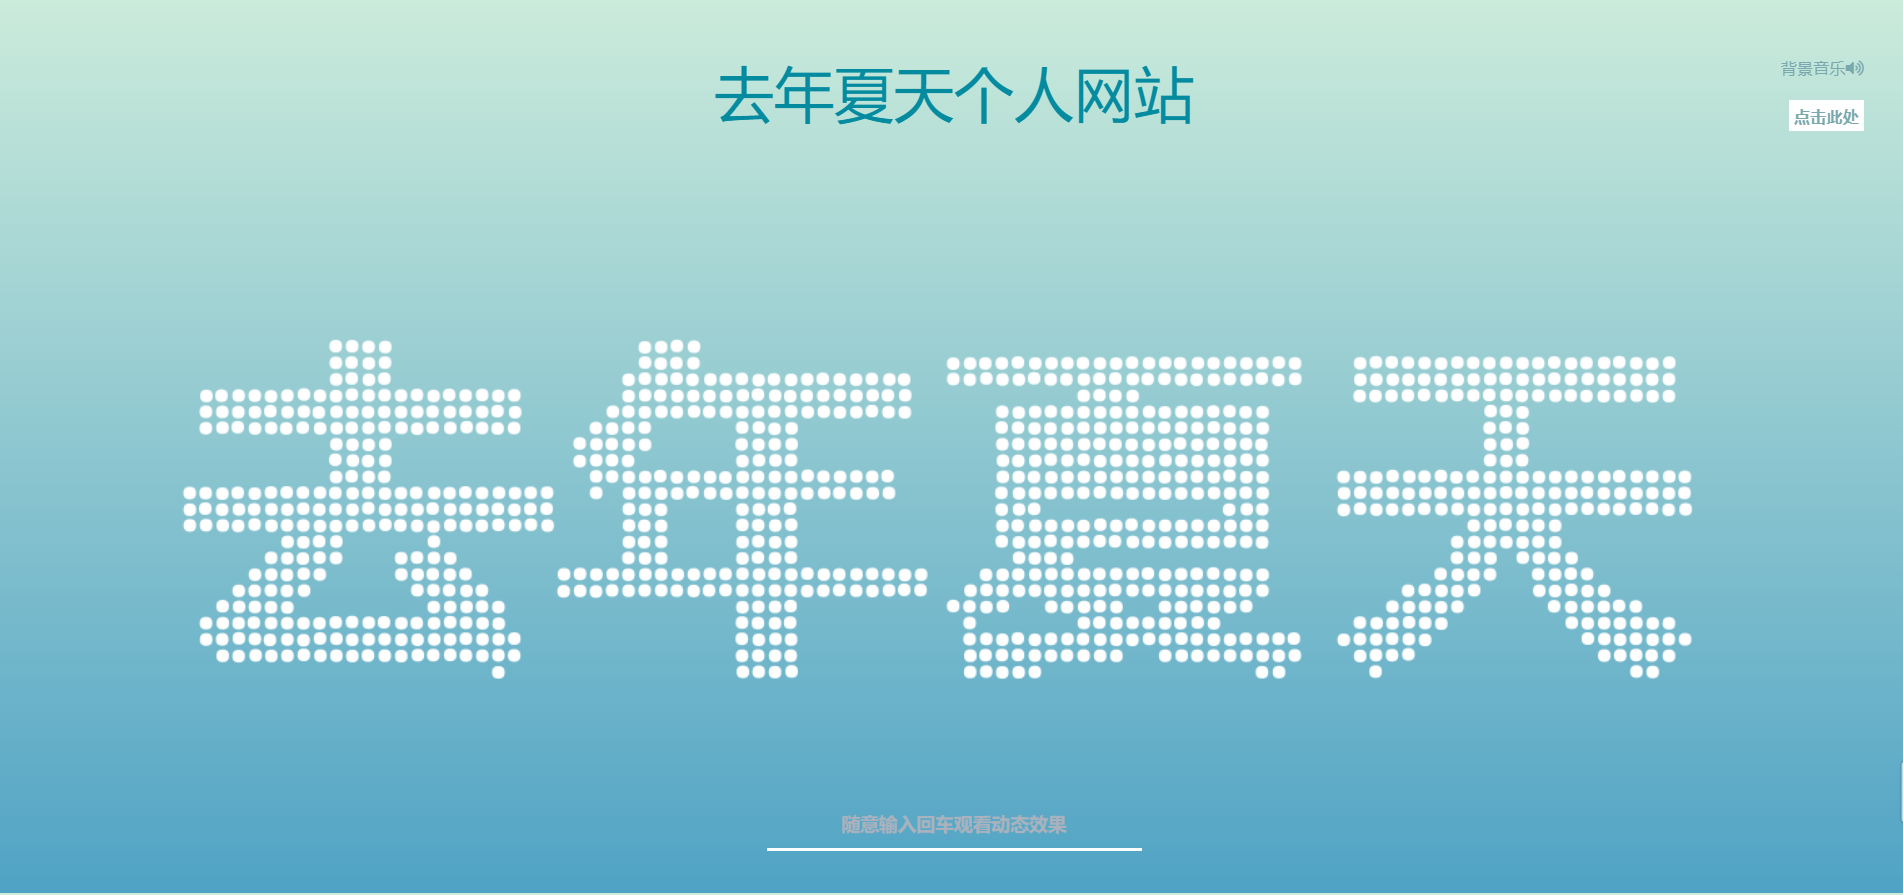 去年夏天个人网站
背景音乐
点击此处
去年夏天
随意输入回车观看动态效果